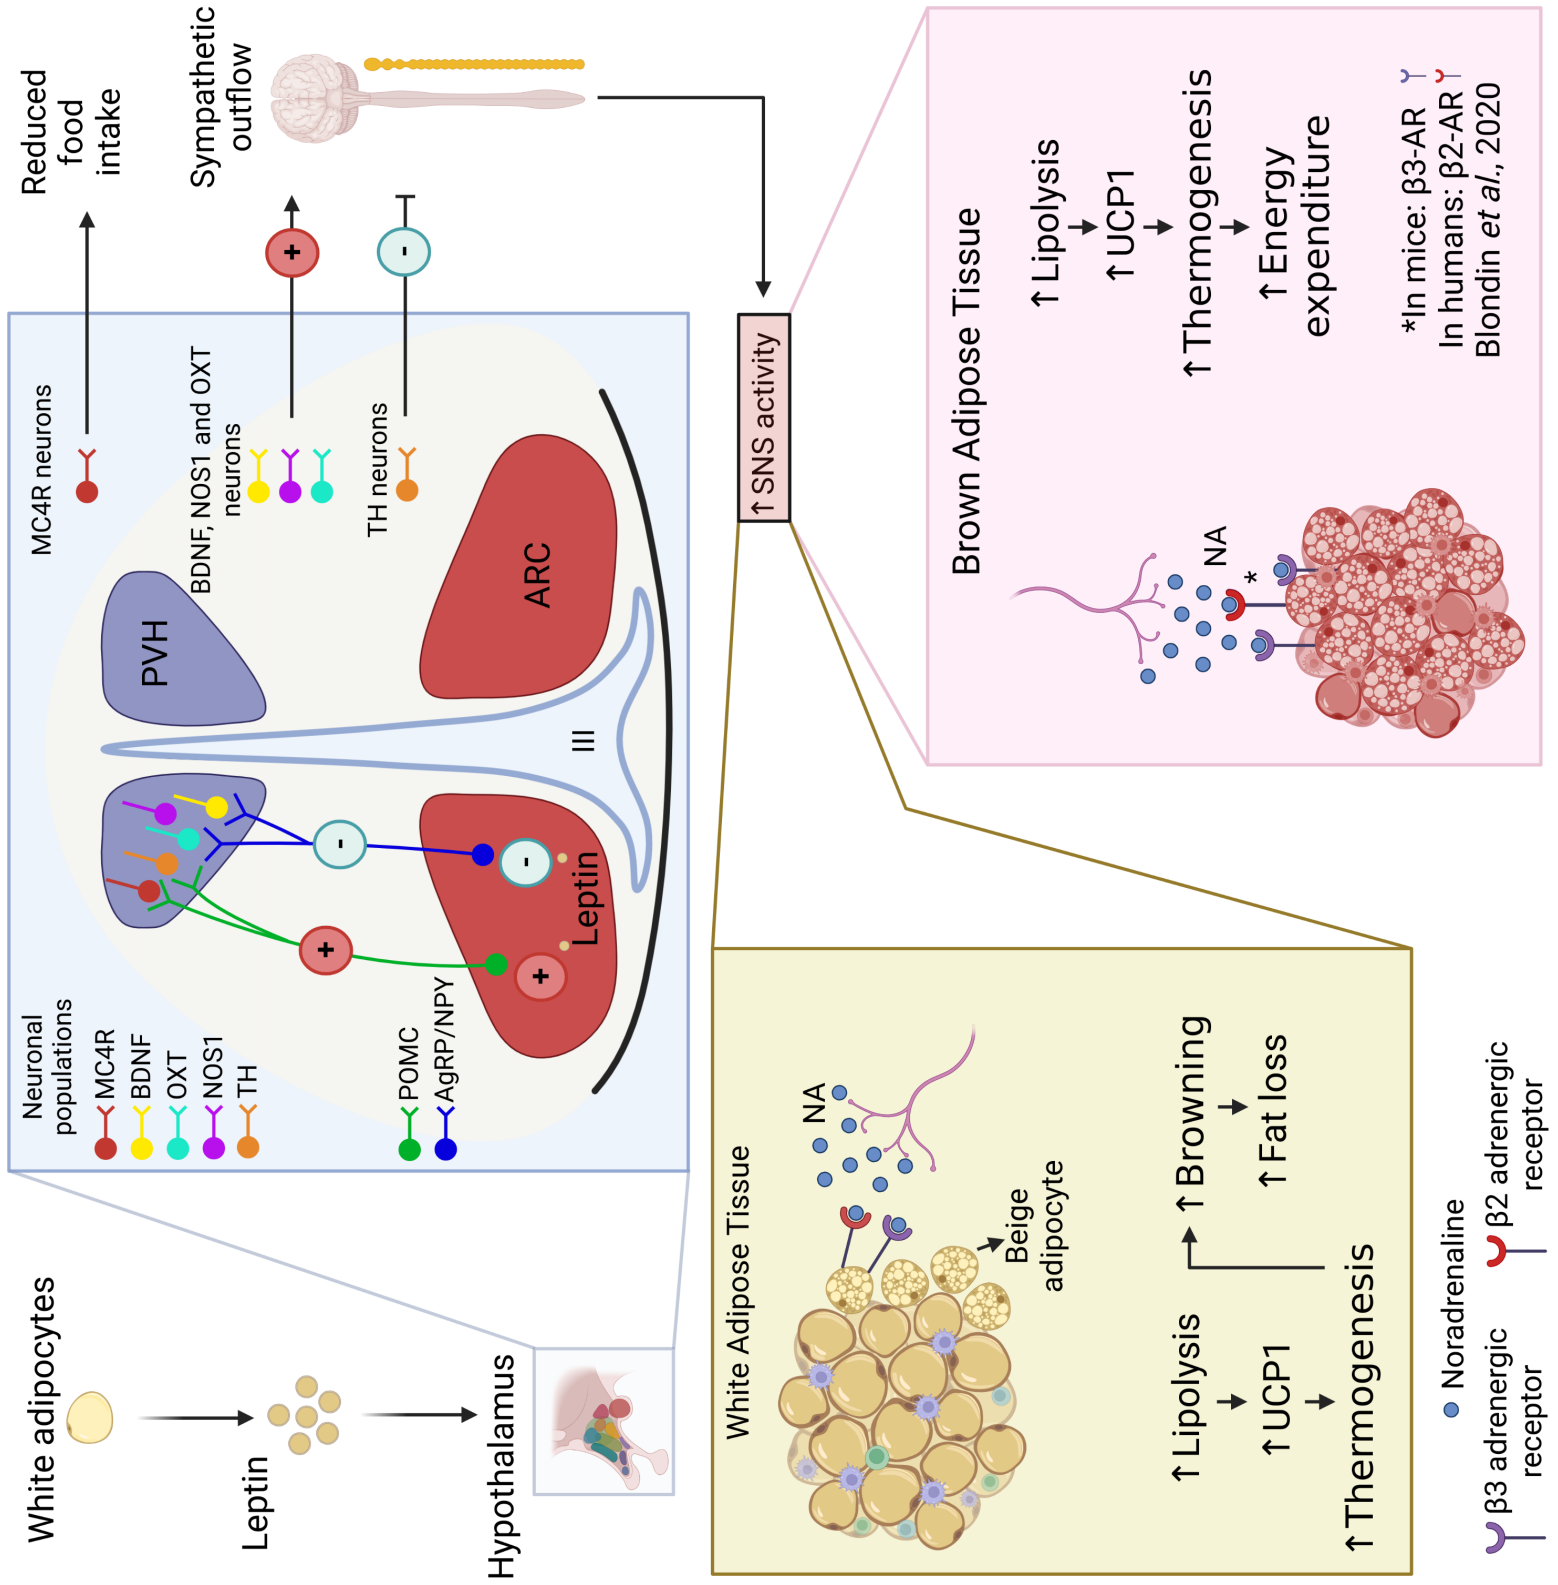 White adipocytes
Leptin
Hypothalamus
Neuronal
populations
MC4R
BDNF
OXT
NOS1
TH
POMC
AgRP/NPY
+
-
+
-
Leptin
PVH
ARC
III
MC4R neurons
BDNF, NOS1 and OXT
neurons
TH neurons
+
-
Reduced
food
intake
Sympathetic
outflow
↑SNS activity
White Adipose Tissue
NA
Beige
adipocyte
↑Lipolysis
↑UCP1
↑Thermogenesis
↑Browning
↑Fat loss
Brown Adipose Tissue
NA
*
↑Lipolysis
↑UCP1
↑Thermogenesis
↑Energy
expenditure
*In mice: β3-AR
In humans: β2-AR
Blondin et al., 2020
Noradrenaline
β3 adrenergic
receptor
β2 adrenergic
receptor